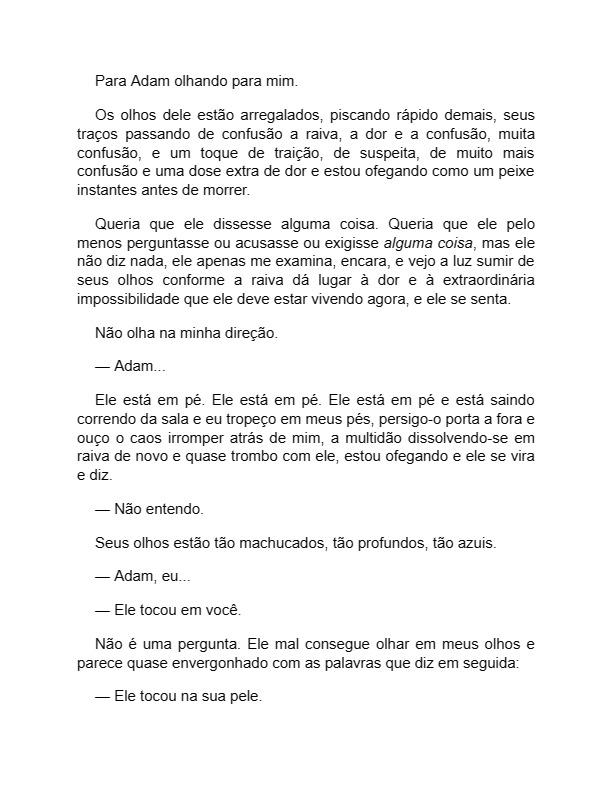 Para Adam olhando para mim.
Os olhos dele estão arregalados, piscando rápido demais, seus
traços passando de confusão a raiva, a dor e a confusão, muita
confusão, e um toque de traição, de suspeita, de muito mais
confusão e uma dose extra de dor e estou ofegando como um peixe
instantes antes de morrer.
Queria que ele dissesse alguma coisa. Queria que ele pelo
menos perguntasse ou acusasse ou exigisse alguma coisa, mas ele
não diz nada, ele apenas me examina, encara, e vejo a luz sumir de
seus olhos conforme a raiva dá lugar à dor e à extraordinária
impossibilidade que ele deve estar vivendo agora, e ele se senta.
Não olha na minha direção.
— Adam...
Ele está em pé. Ele está em pé. Ele está em pé e está saindo
correndo da sala e eu tropeço em meus pés, persigo-o porta a fora e
ouço o caos irromper atrás de mim, a multidão dissolvendo-se em
raiva de novo e quase trombo com ele, estou ofegando e ele se vira
e diz.
— Não entendo.
Seus olhos estão tão machucados, tão profundos, tão azuis.
— Adam, eu...
— Ele tocou em você.
Não é uma pergunta. Ele mal consegue olhar em meus olhos e
parece quase envergonhado com as palavras que diz em seguida:
— Ele tocou na sua pele.